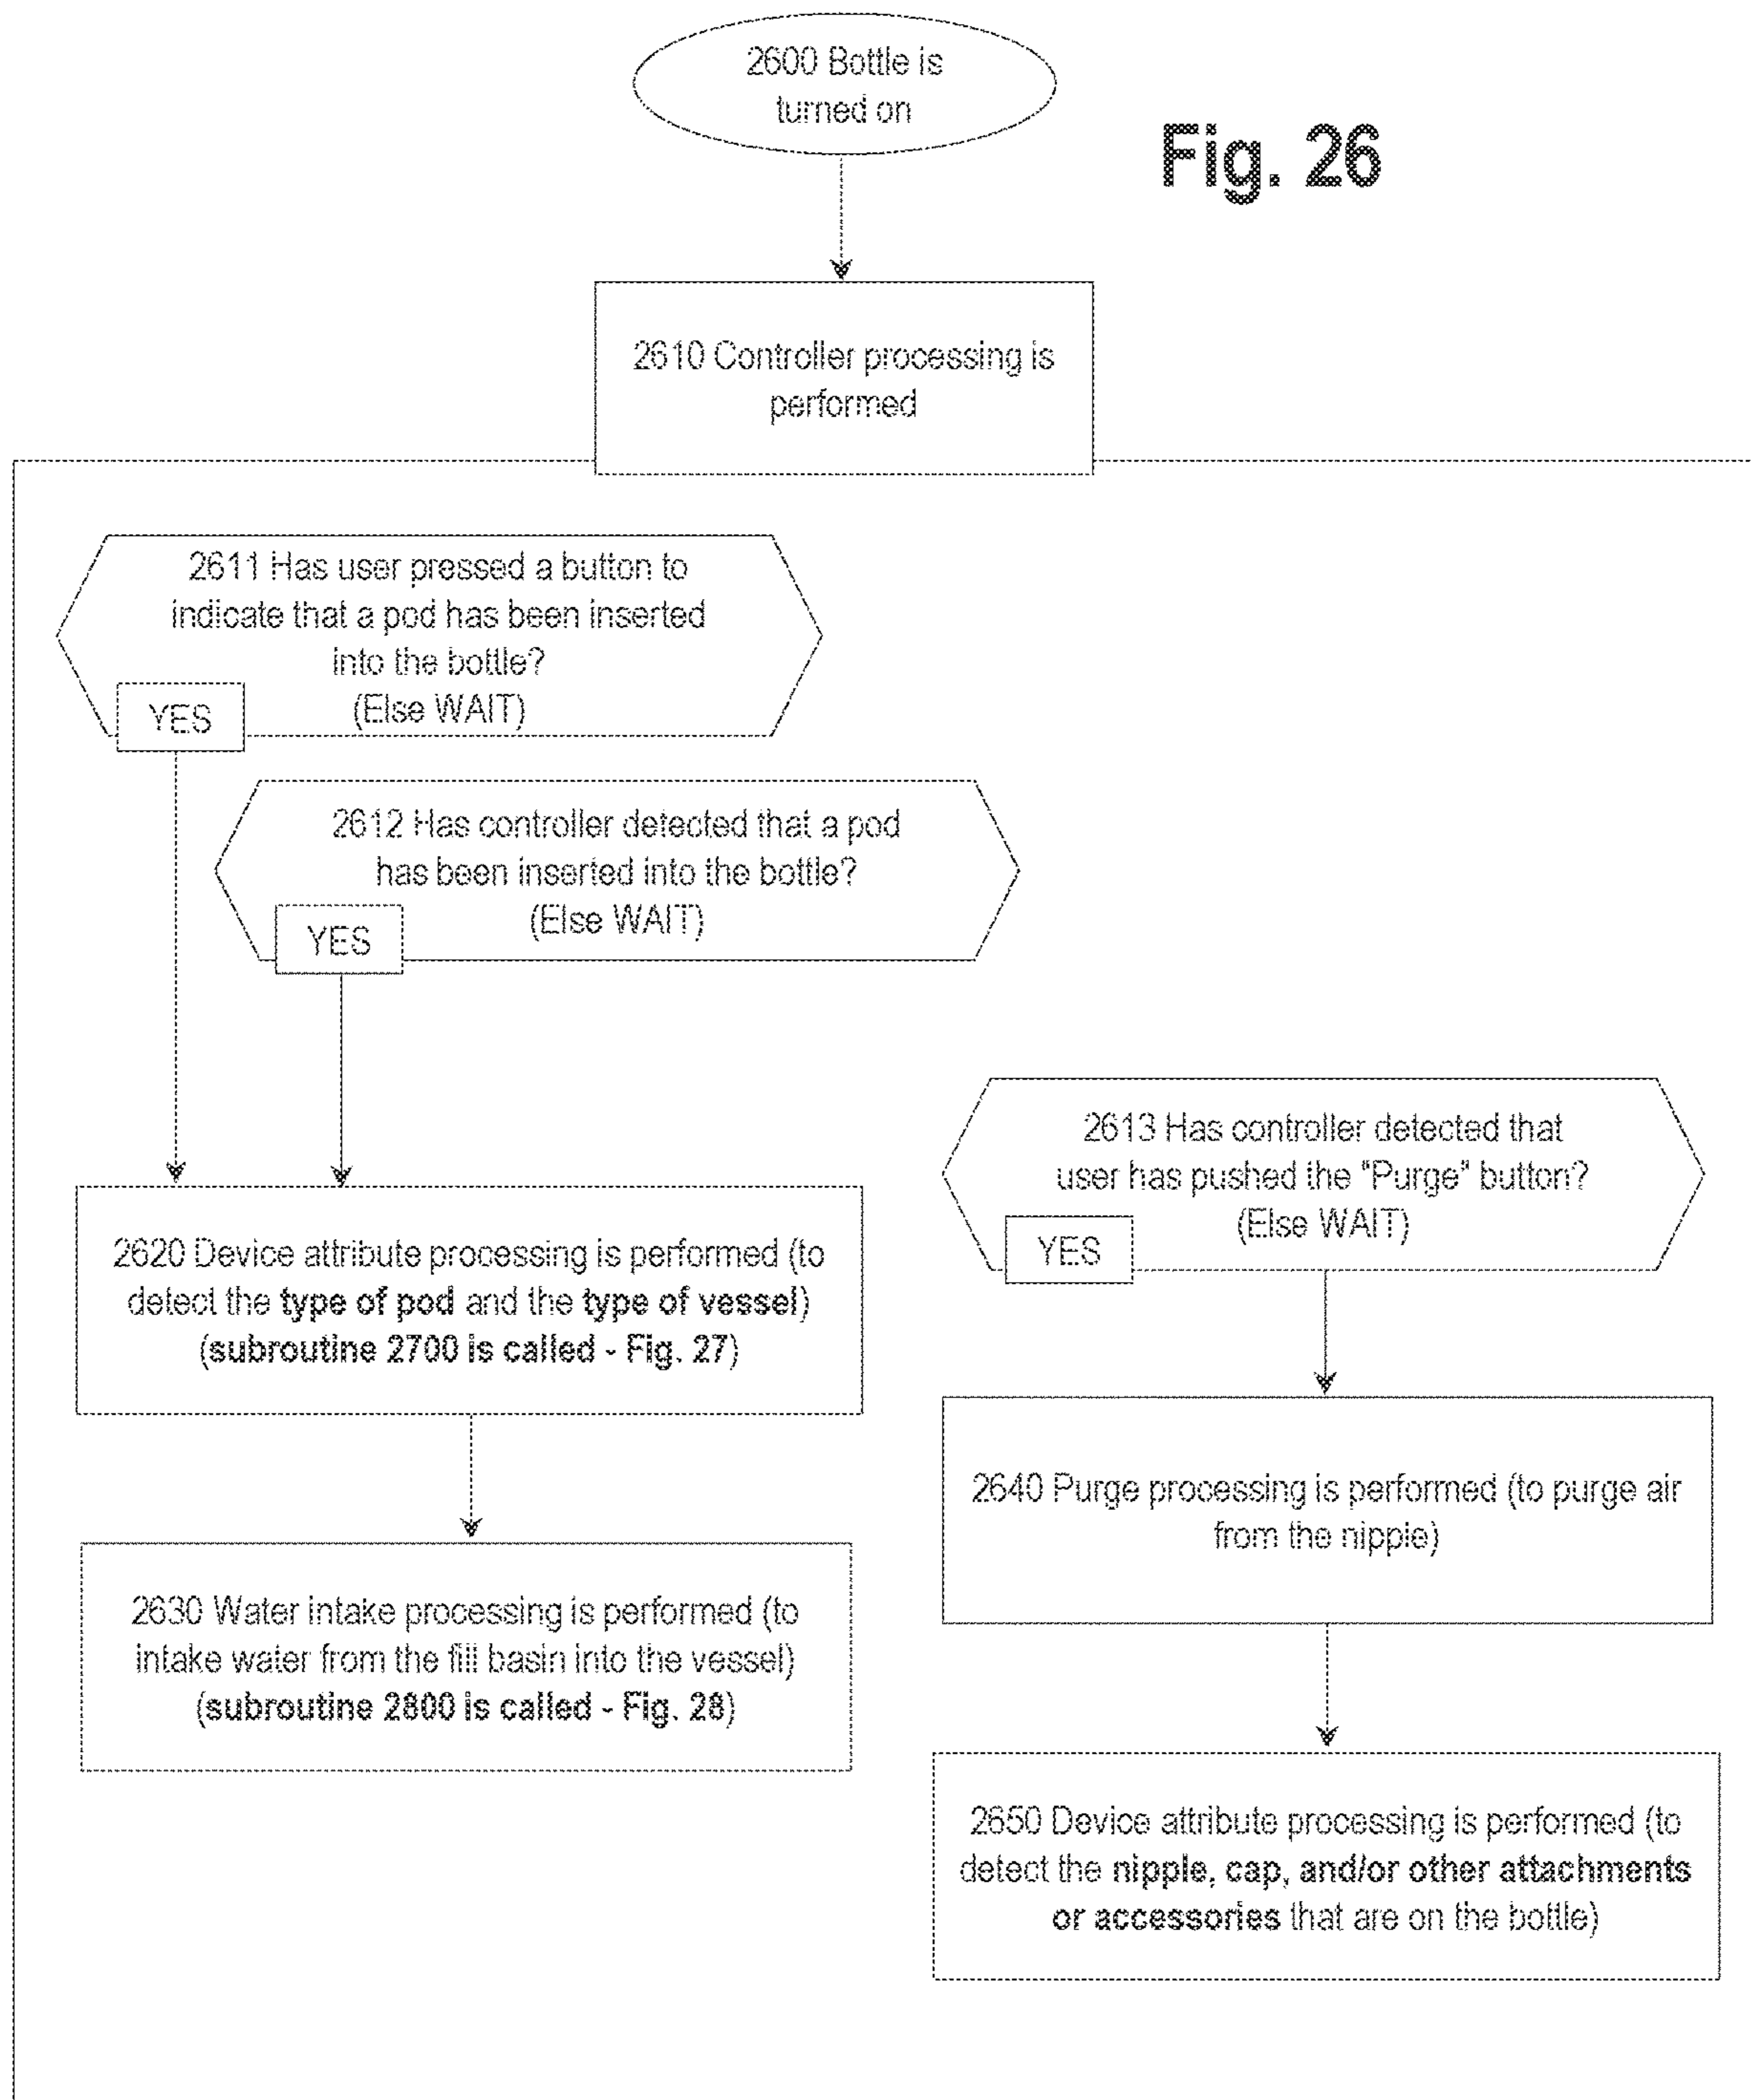 2600 Bottle is
turned on
Fig. 26
2610 Controller processing is
performed
2611 Has user pressed a button to
indicate that a pod has been inserted
into the bottle?
(Else WAIT)
YES
2612 Has controller detected that a pod
has been inserted into the bottle?
(Else WAIT)
YES
2613 Has controller detected that
user has pushed the "Purge" button?
(Else WAIT)
YES
2620 Device attribute processing is performed (to
detect the type of pod and the type of vessel)
(subroutine 2700 is called - Fig. 27)
2640 Purge processing is performed (to purge air
from the nipple)
2630 Water intake processing is performed (to
intake water from the fill basin into the vessel)
(subroutine 2800 is called - Fig. 28)
2650 Device attribute processing is performed (to
detect the nipple, cap, and/or other attachments
or accessories that are on the bottle)